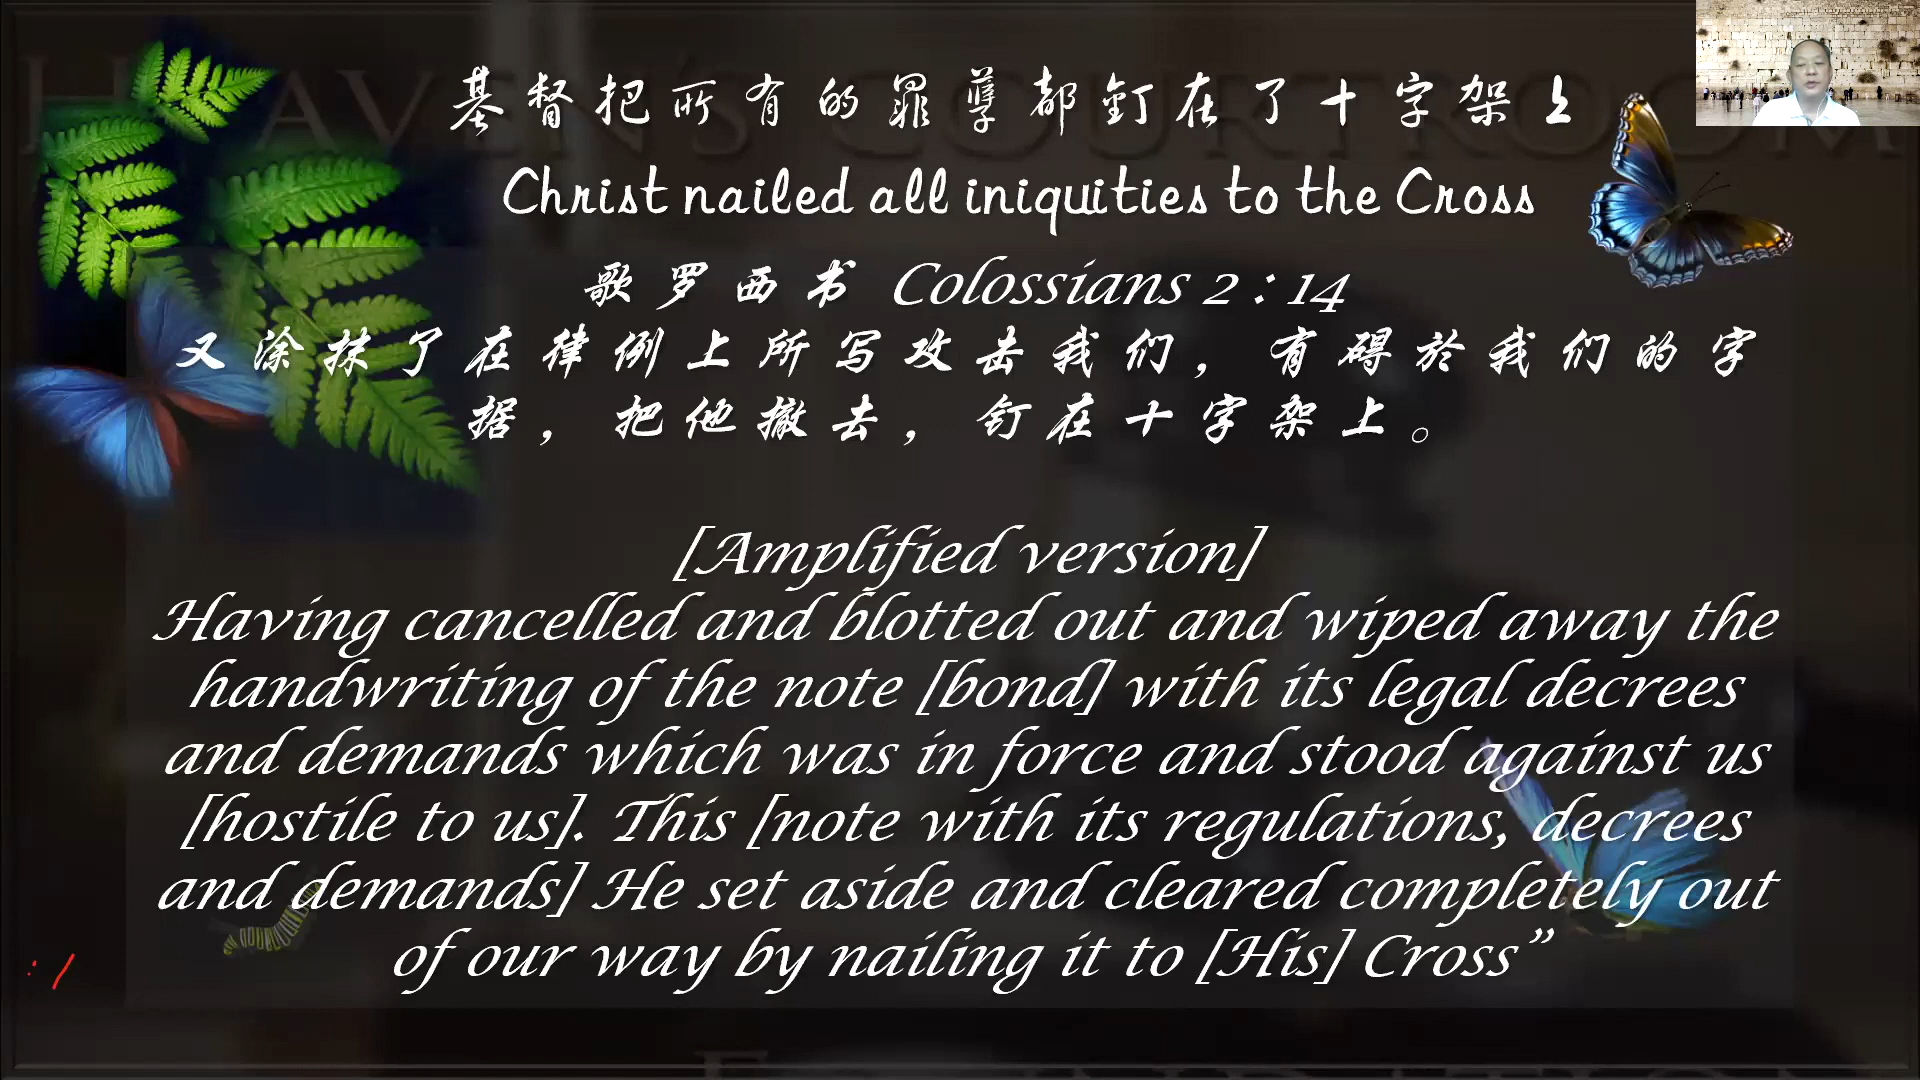 HEAVEN'S COURTROOM
基督把所有的罪孽都釘在了十字架上
Christ nailed all iniquities to the Cross
歌罗西书 Colossians 2 : 14
又涂抹了在律例上所写攻击我们，有碍於我们的字
据，把他撤去，钉在十字架上。
[Amplified version]
Having cancelled and blotted out and wiped away the
handwriting of the note [bond] with its legal decrees
and demands which was in force and stood against us
[hostile to us]. This [note with its regulations, decrees
and demands] He set aside and cleared completely out
of our way by nailing it to [His] Cross”